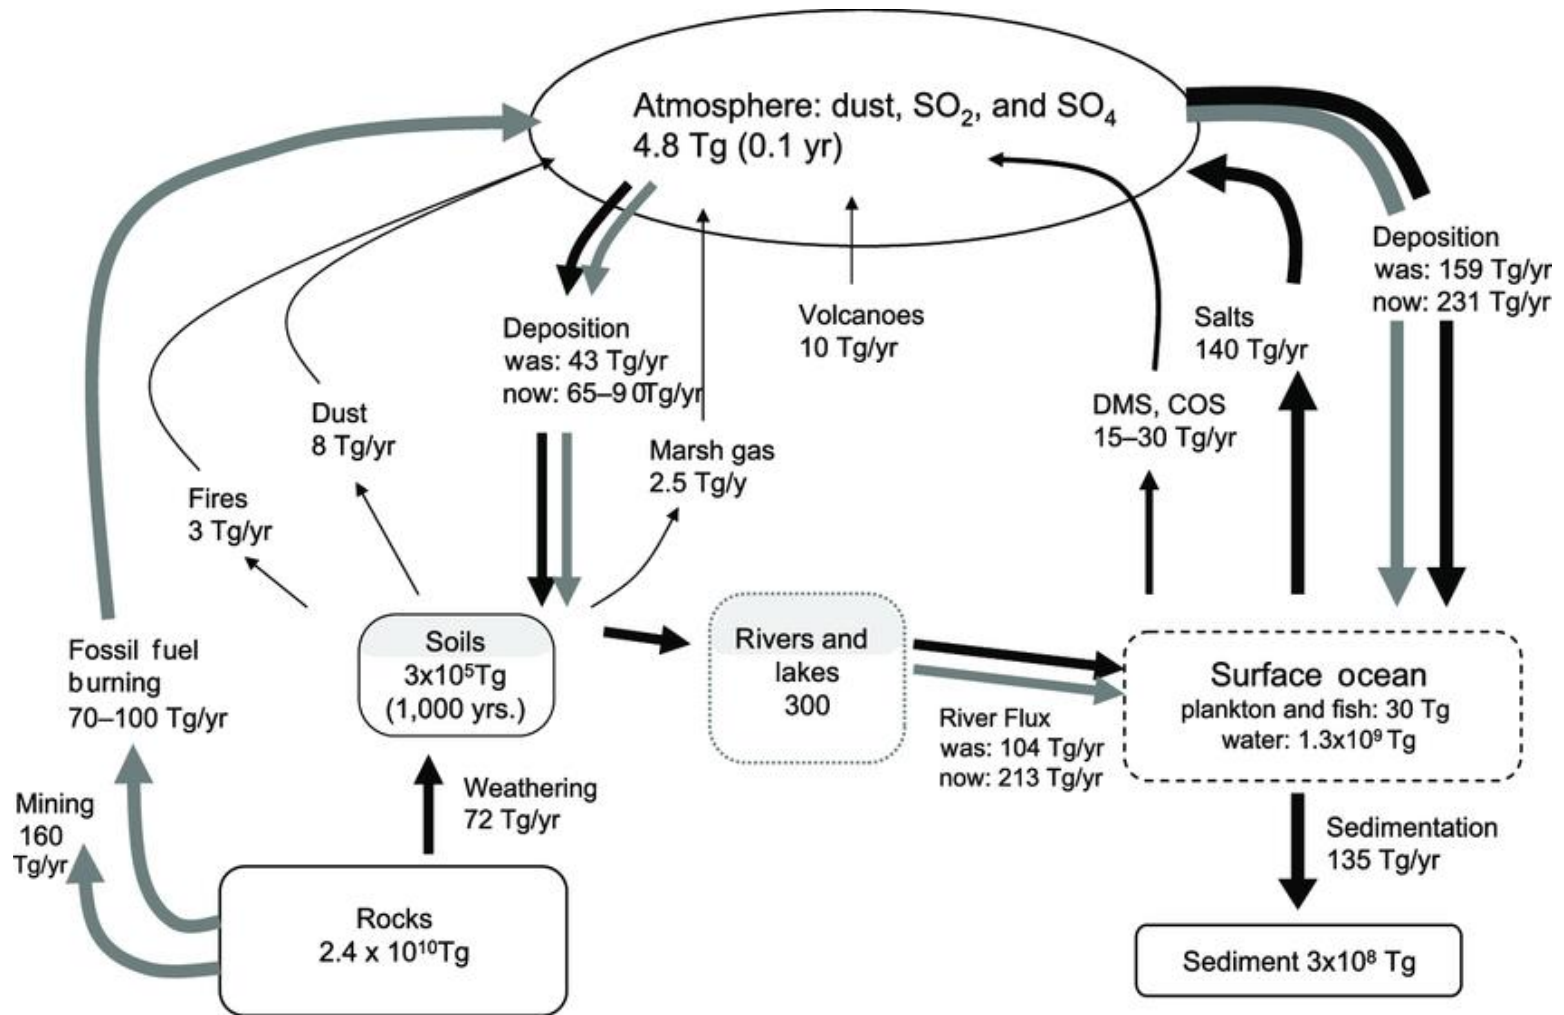 Atmosphere: dust, SO₂, and SO₄
4.8 Tg (0.1 yr)
Deposition
was: 159 Tg/yr
now: 231 Tg/yr
Deposition
was: 43 Tg/yr
now: 65–90Tg/yr
Volcanoes
10 Tg/yr
Salts
140 Tg/yr
Dust
8 Tg/yr
DMS, COS
15–30 Tg/yr
Marsh gas
2.5 Tg/y
Fires
3 Tg/yr
Fossil fuel
burning
70–100 Tg/yr
Soils
3x10⁵Tg
(1,000 yrs.)
Rivers and
lakes
300
Surface ocean
plankton and fish: 30 Tg
water: 1.3x10⁹ Tg
River Flux
was: 104 Tg/yr
now: 213 Tg/yr
Mining
160
Tg/yr
Weathering
72 Tg/yr
Sedimentation
135 Tg/yr
Rocks
2.4 x 10¹⁰Tg
Sediment 3x10⁸ Tg